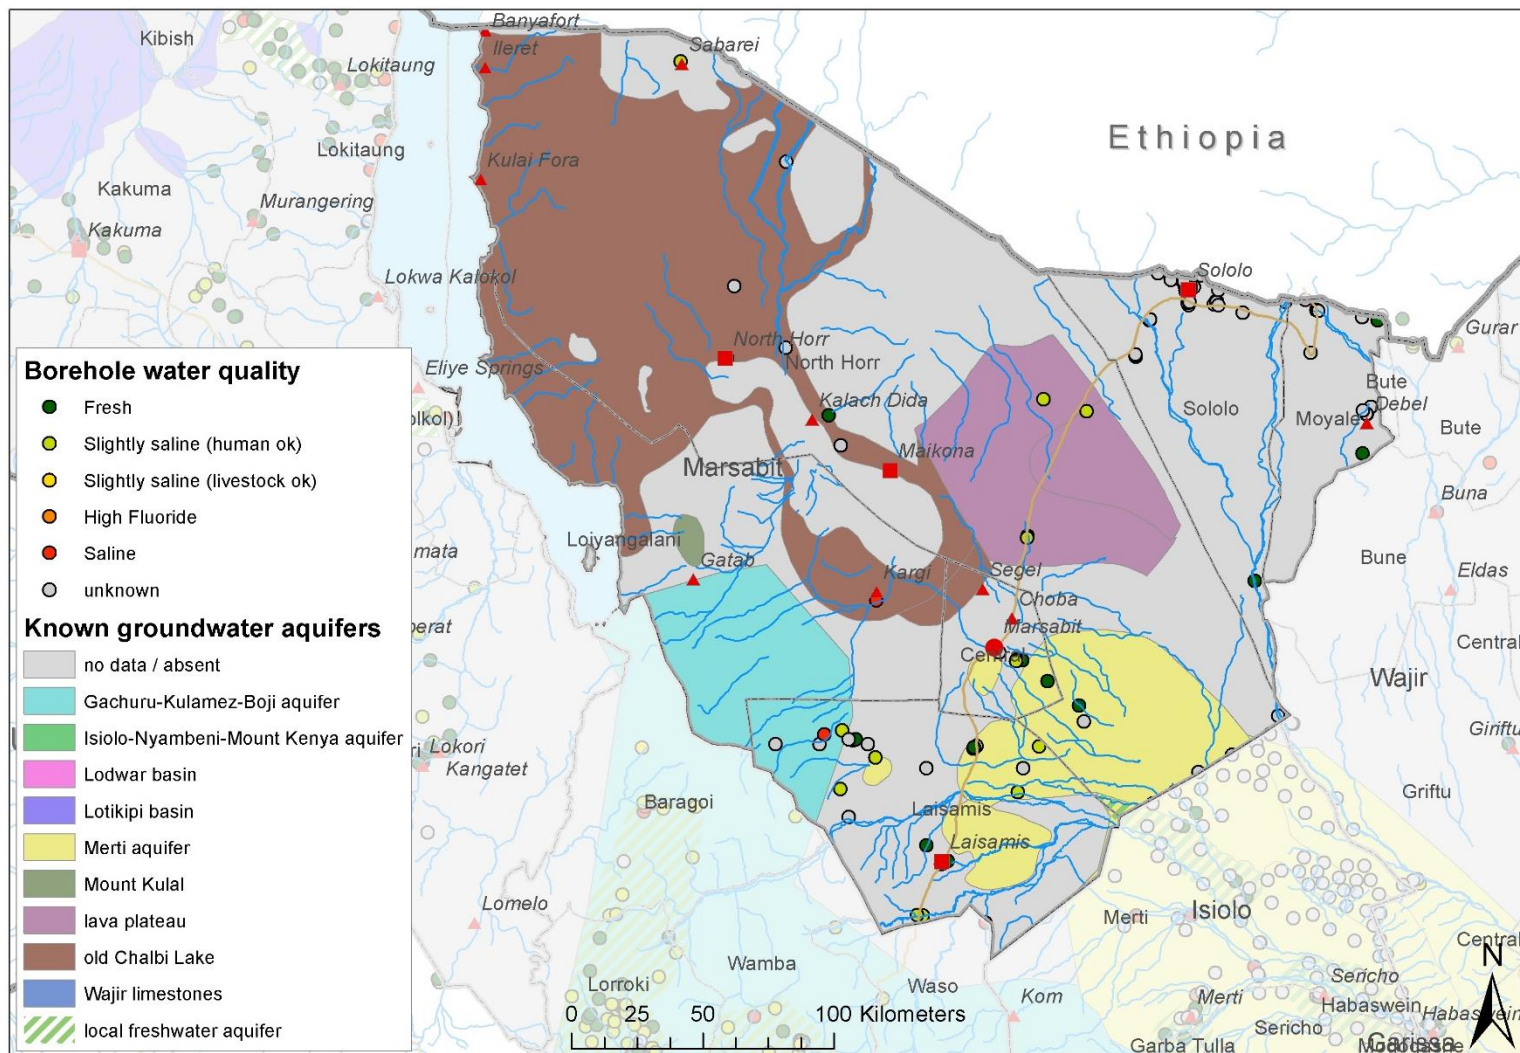 Banyafort
Kibish
Ileret
Sabarei
Lokitaung
Ethiopia
Lokitaung
Kulai Fora
Kakuma
Murangering
Kakuma
Sololo
Lokwa Kalokol
Gurar
North Horr
Eliye Springs
North Horr
Bute
Kalach Dida
Debel
Sololo
Moyale
Bute
Maikona
Marsabit
Buna
Loiyangalani
Gatab
Kargi
Segel
Bune
Eldas
Choba
Marsabit
Central
Central
Wajir
Giriftu
Lokori
Kangatet
Baragoi
Griftu
Laisamis
Laisamis
Lomelo
Merti
Isiolo
Central
Wamba
Lorroki
Waso
Kom
Merti
Sericho
Habaswein
Habaswein
Sericho
Garba Tulla
Modogashe
Garissa
Borehole water quality
Fresh
Slightly saline (human ok)
Slightly saline (livestock ok)
High Fluoride
Saline
unknown
Known groundwater aquifers
no data / absent
Gachuru-Kulamez-Boji aquifer
Isiolo-Nyambeni-Mount Kenya aquifer
Lodwar basin
Lotikipi basin
Merti aquifer
Mount Kulal
lava plateau
old Chalbi Lake
Wajir limestones
local freshwater aquifer
0 25 50 100 Kilometers
N